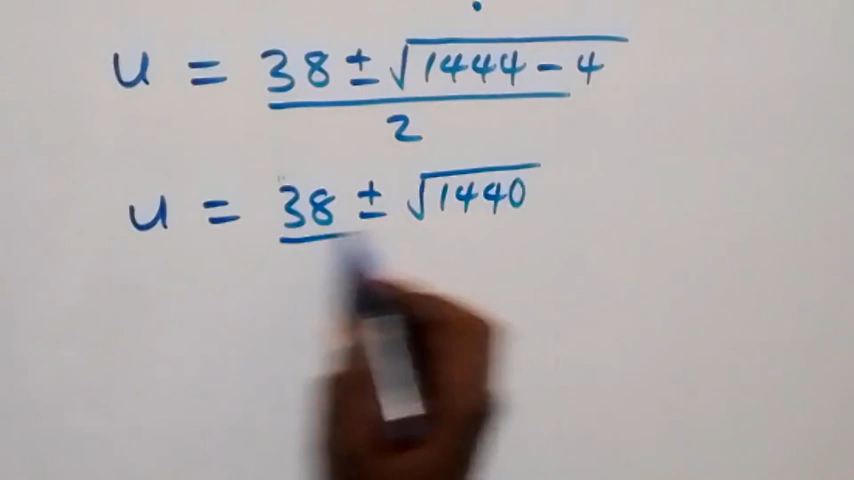 u = 38 ± √1444 - 4
2
u = 38 ± √1440